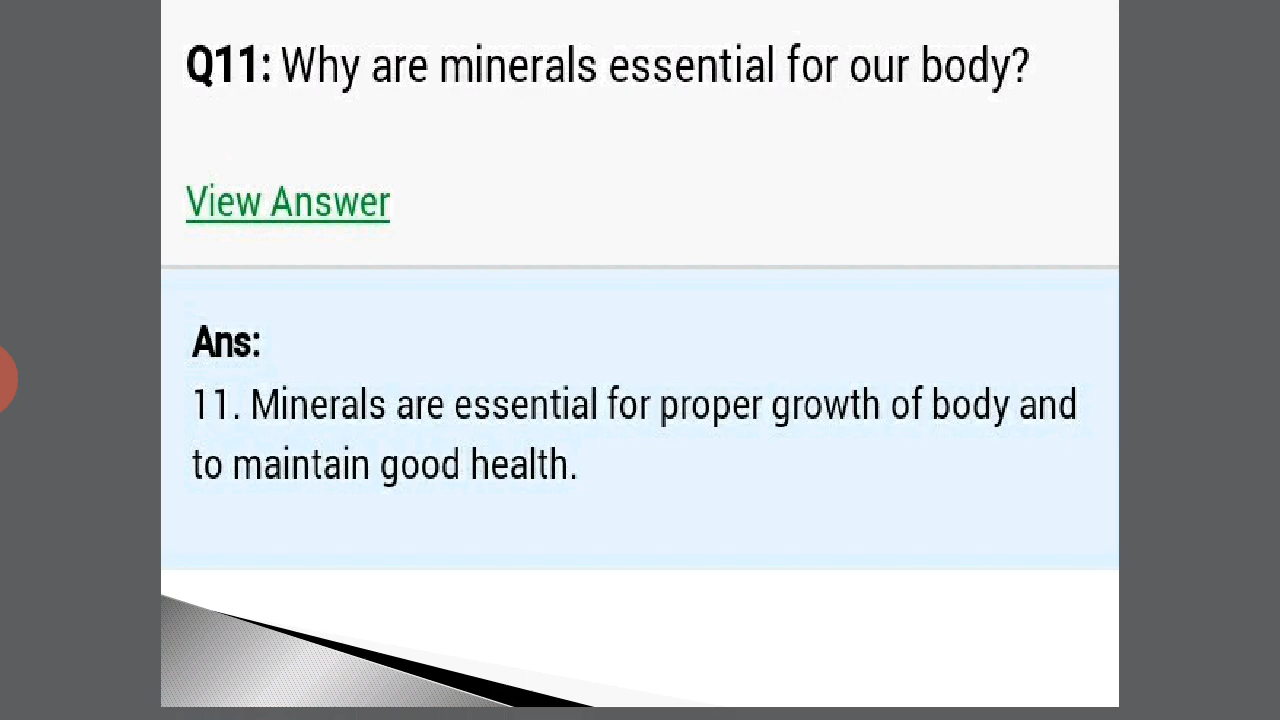 Q11: Why are minerals essential for our body?
View Answer
Ans:
11. Minerals are essential for proper growth of body and
to maintain good health.